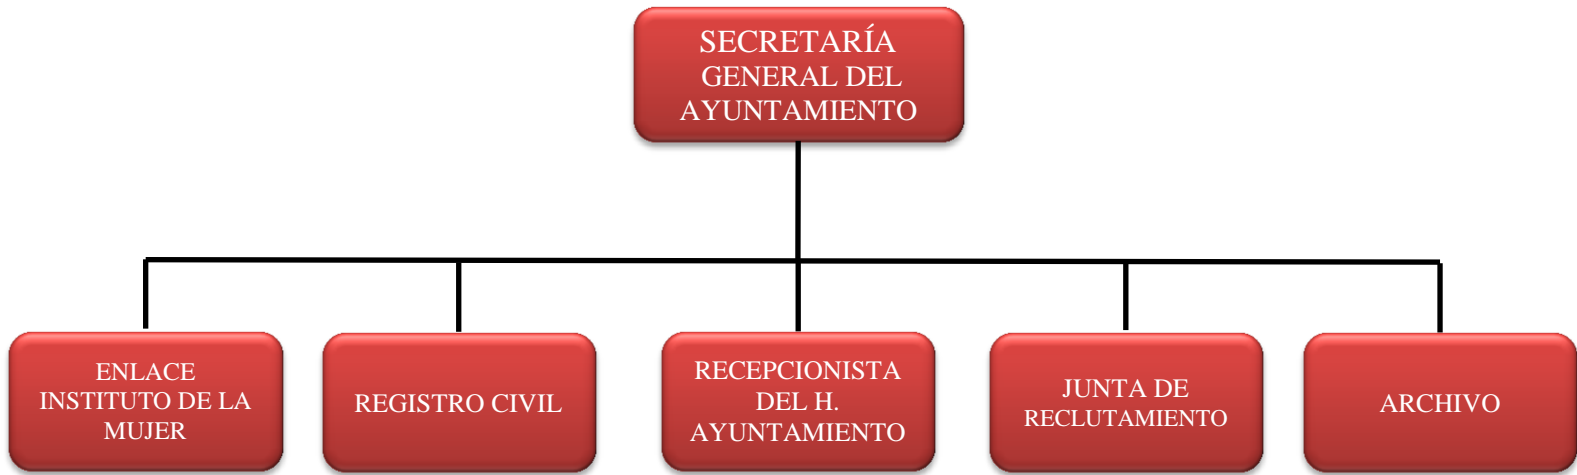 SECRETARÍA
GENERAL DEL
AYUNTAMIENTO
ENLACE
INSTITUTO DE LA
MUJER
REGISTRO CIVIL
RECEPCIONISTA
DEL H.
AYUNTAMIENTO
JUNTA DE
RECLUTAMIENTO
ARCHIVO